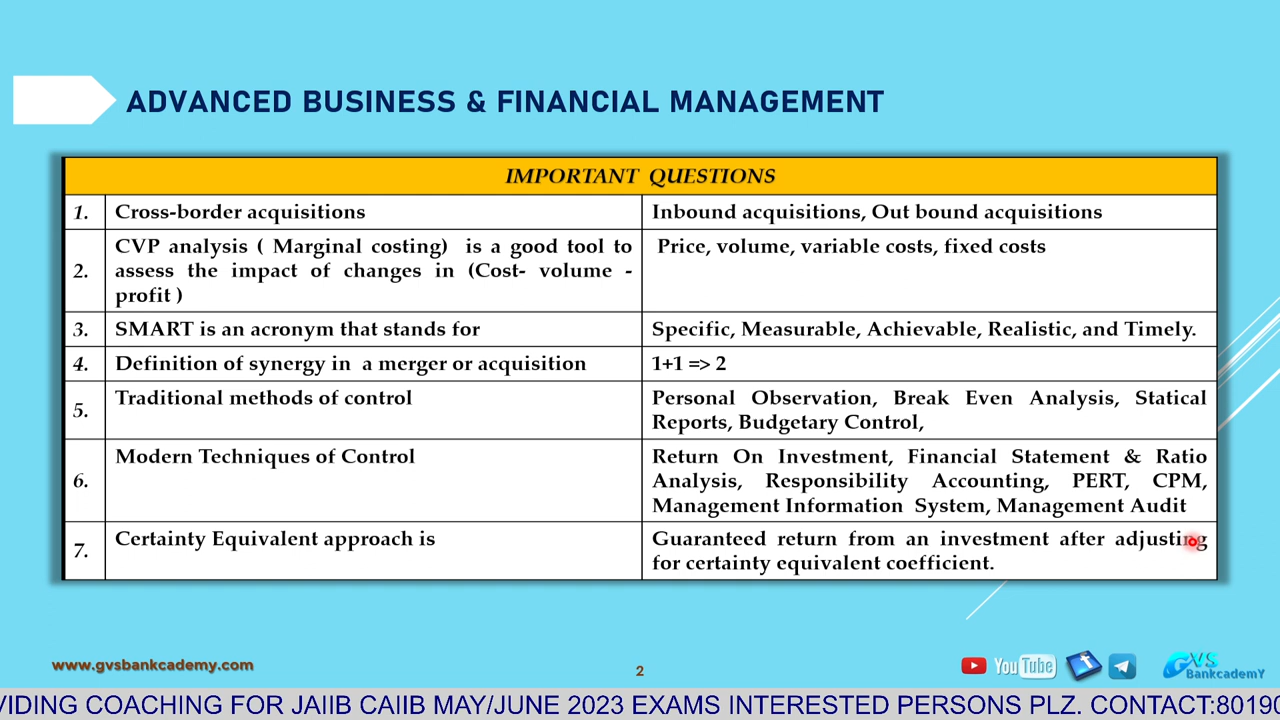 ADVANCED BUSINESS & FINANCIAL MANAGEMENT
IMPORTANT QUESTIONS
1. Cross-border acquisitions Inbound acquisitions, Out bound acquisitions
2. CVP analysis ( Marginal costing) is a good tool to
assess the impact of changes in (Cost- volume -
profit )
Price, volume, variable costs, fixed costs
3. SMART is an acronym that stands for Specific, Measurable, Achievable, Realistic, and Timely.
4. Definition of synergy in a merger or acquisition 1+1 => 2
5. Traditional methods of control
Personal Observation, Break Even Analysis, Statical
Reports, Budgetary Control,
6. Modern Techniques of Control
Return On Investment, Financial Statement & Ratio
Analysis, Responsibility Accounting, PERT, CPM,
Management Information System, Management Audit
7. Certainty Equivalent approach is
Guaranteed return from an investment after adjusting
for certainty equivalent coefficient.
www.gvsbankcademy.com
2
YouTube
GVS
BankcademY
VIDING COACHING FOR JAIIB CAIIB MAY/JUNE 2023 EXAMS INTERESTED PERSONS PLZ. CONTACT:80190